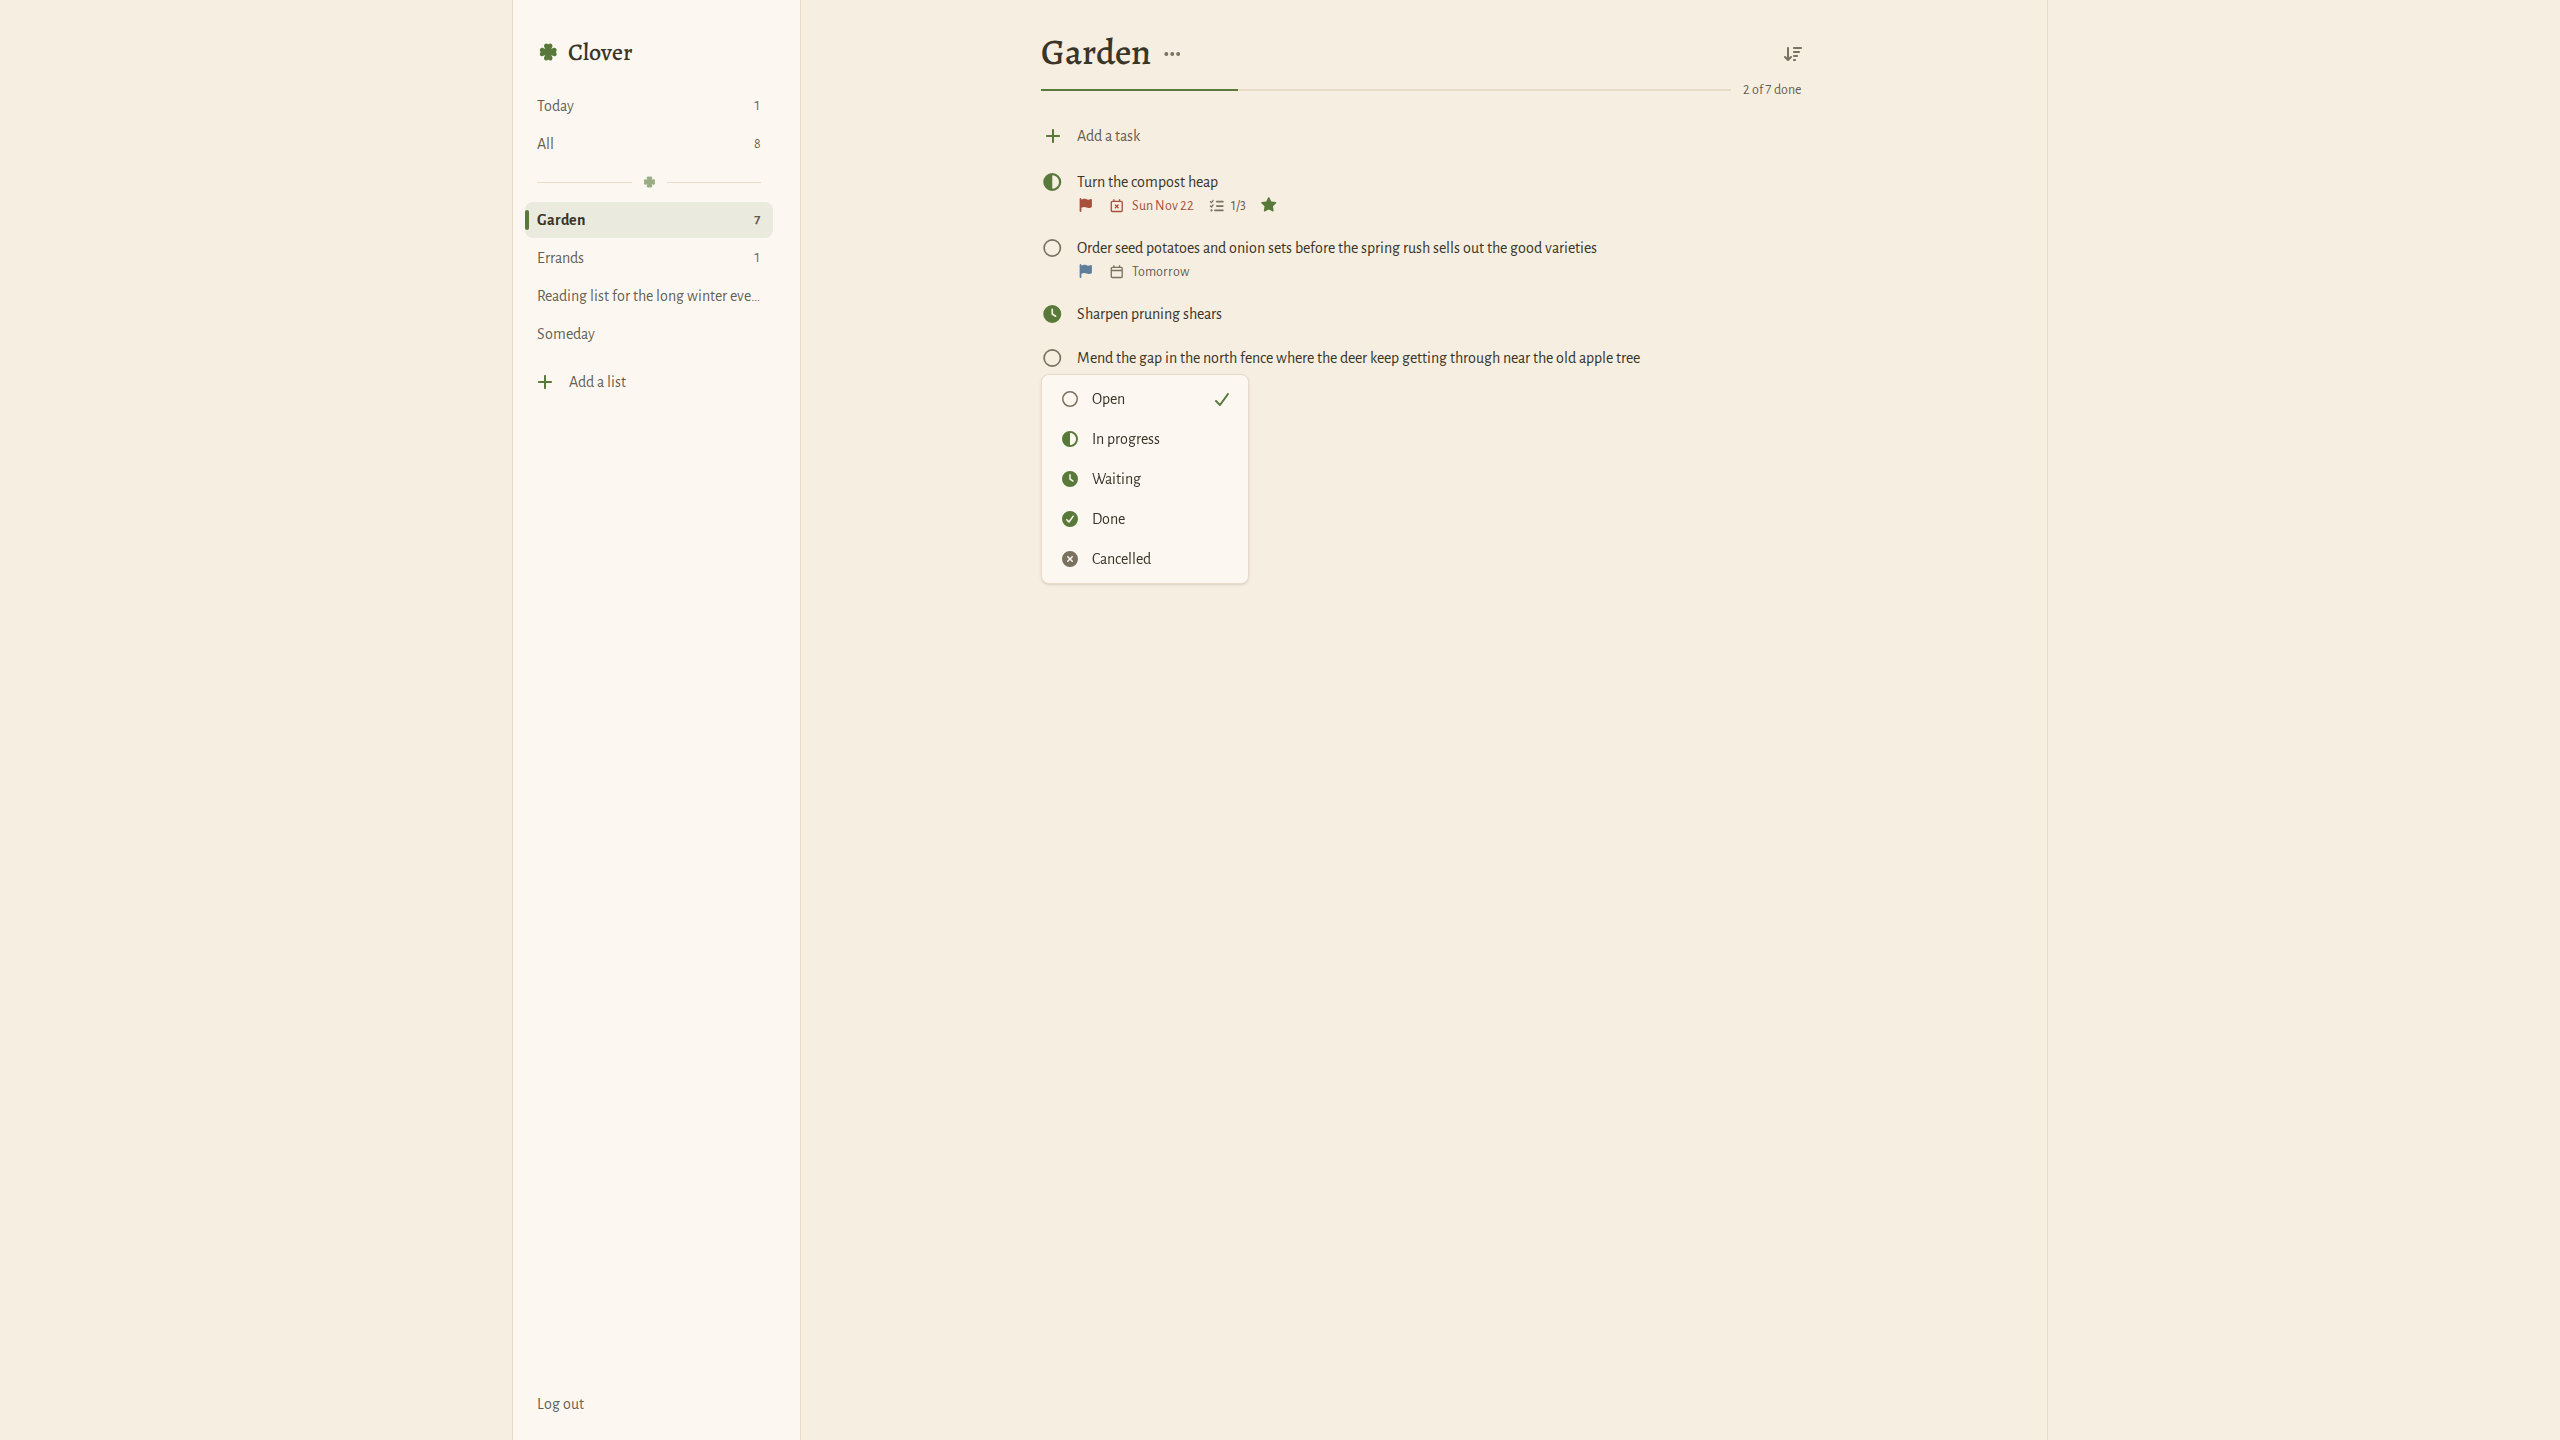 Clover
Today 1
All 8
Garden 7
Errands 1
Reading list for the long winter eve...
Someday
Add a list
Log out
Garden
2 of 7 done
Add a task
Turn the compost heap
Sun Nov 22 1/3
Order seed potatoes and onion sets before the spring rush sells out the good varieties
Tomorrow
Sharpen pruning shears
Mend the gap in the north fence where the deer keep getting through near the old apple tree
Open
In progress
Waiting
Done
Cancelled